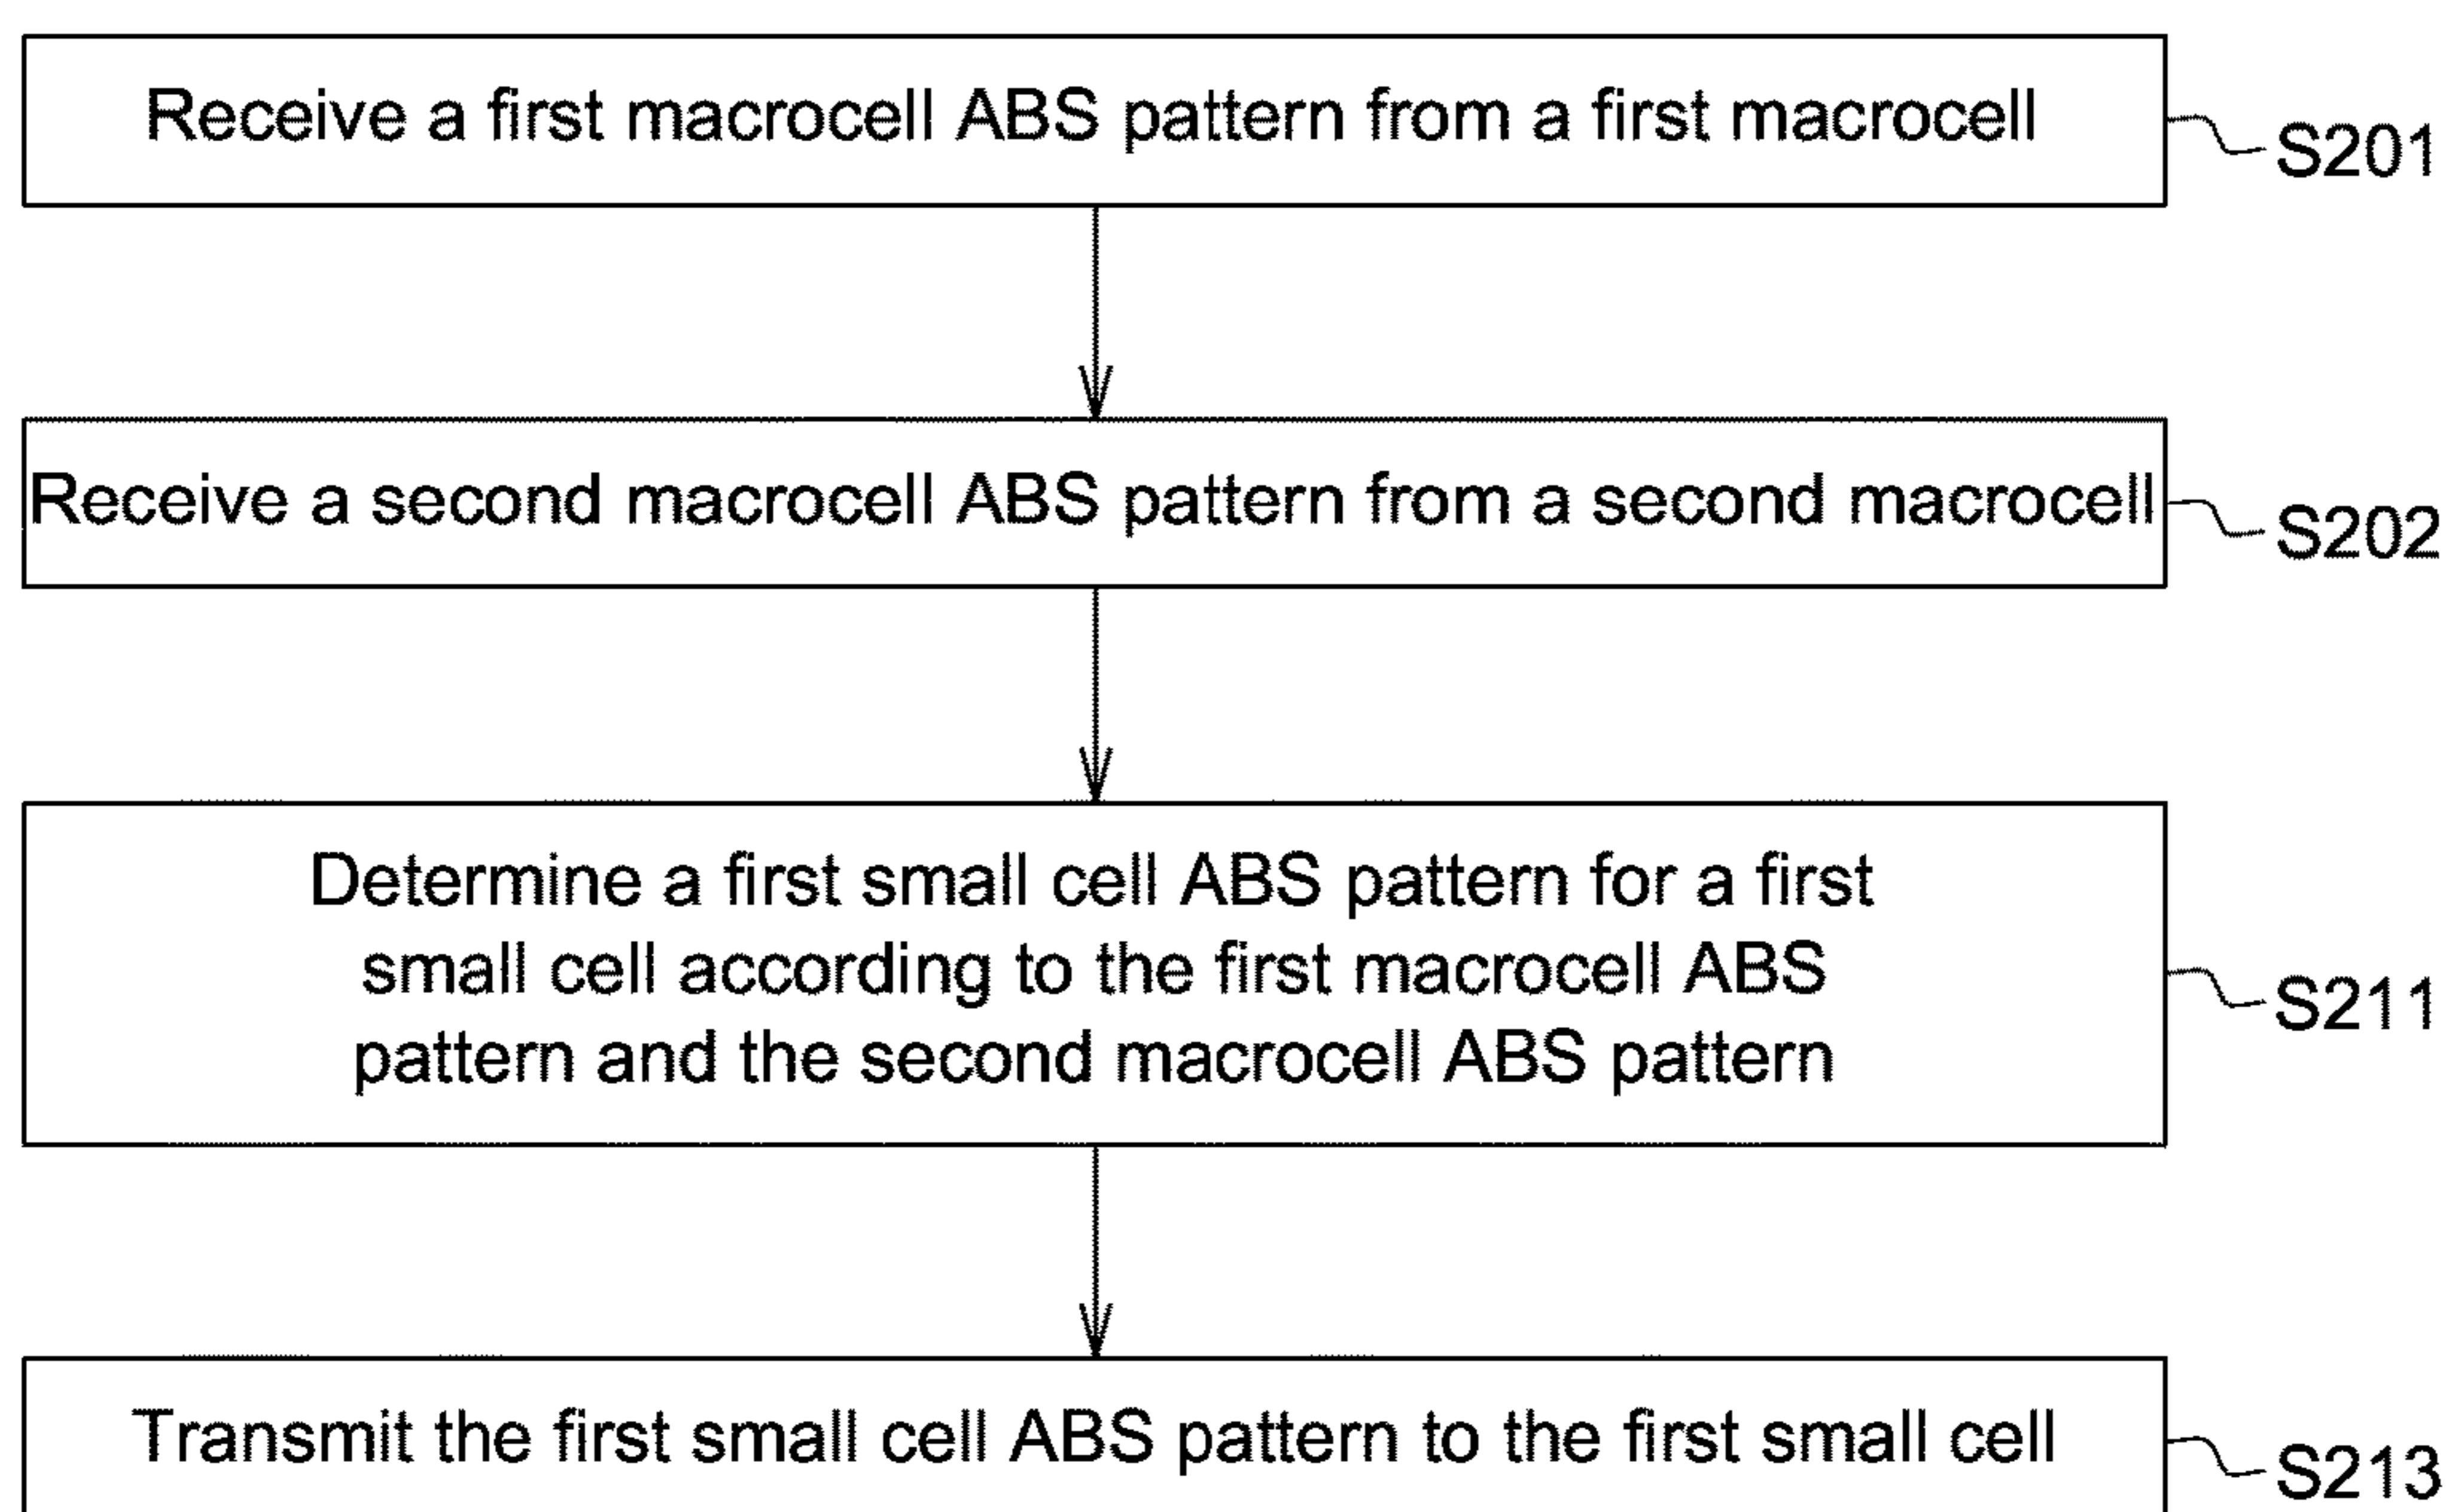 Receive a first macrocell ABS pattern from a first macrocell
S201
Receive a second macrocell ABS pattern from a second macrocell
S202
Determine a first small cell ABS pattern for a first
small cell according to the first macrocell ABS
pattern and the second macrocell ABS pattern
S211
Transmit the first small cell ABS pattern to the first small cell
S213